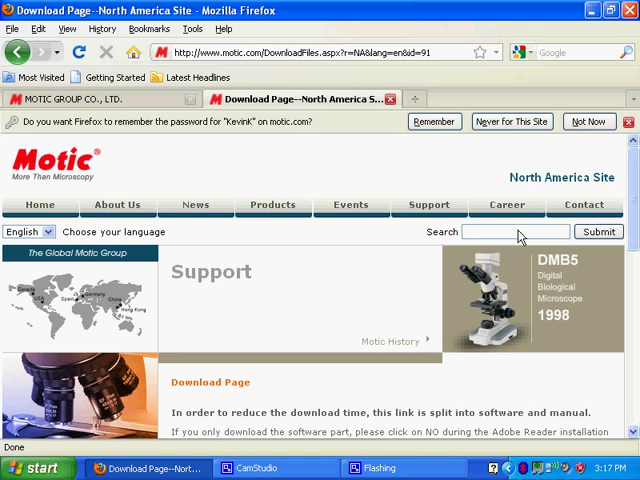 Download Page--North America Site - Mozilla Firefox
File Edit View History Bookmarks Tools Help
http://www.motic.com/DownloadFiles.aspx?r=NA&lang=en&id=91
Google
Most Visited Getting Started Latest Headlines
MOTIC GROUP CO., LTD. Download Page--North America S...
Do you want Firefox to remember the password for "KevinK" on motic.com? Remember Never for This Site Not Now
Motic®
More Than Microscopy
North America Site
Home About Us News Products Events Support Career Contact
English Choose your language Search Submit
The Global Motic Group
Support
DMB5
Digital
Biological
Microscope
1998
Canada
USA
Spain
Germany
China
Hong Kong
Motic History
Download Page
In order to reduce the download time, this link is split into software and manual.
If you only download the software part, please click on NO during the Adobe Reader installation
Done
start Download Page--Nort... CamStudio Flashing 3:17 PM